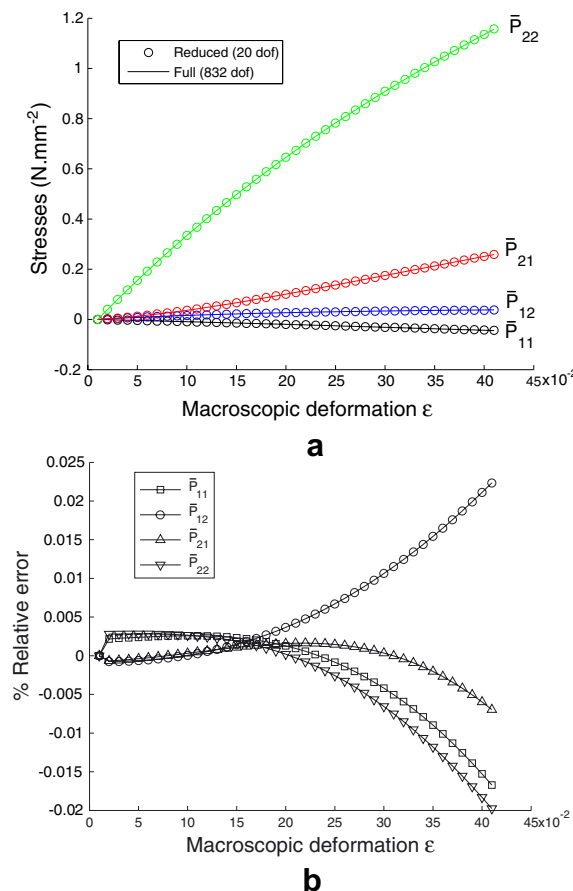 1.2
1
0.8
0.6
0.4
0.2
0
-0.2
Stresses (N.mm⁻²)
Reduced (20 dof)
Full (832 dof)
P̄₂₂
P̄₂₁
P̄₁₂
P̄₁₁
0 5 10 15 20 25 30 35 40 45x10⁻²
Macroscopic deformation ε
a
0.025
0.02
0.015
0.01
0.005
0
-0.005
-0.01
-0.015
-0.02
% Relative error
P̄₁₁
P̄₁₂
P̄₂₁
P̄₂₂
0 5 10 15 20 25 30 35 40 45x10⁻²
Macroscopic deformation ε
b